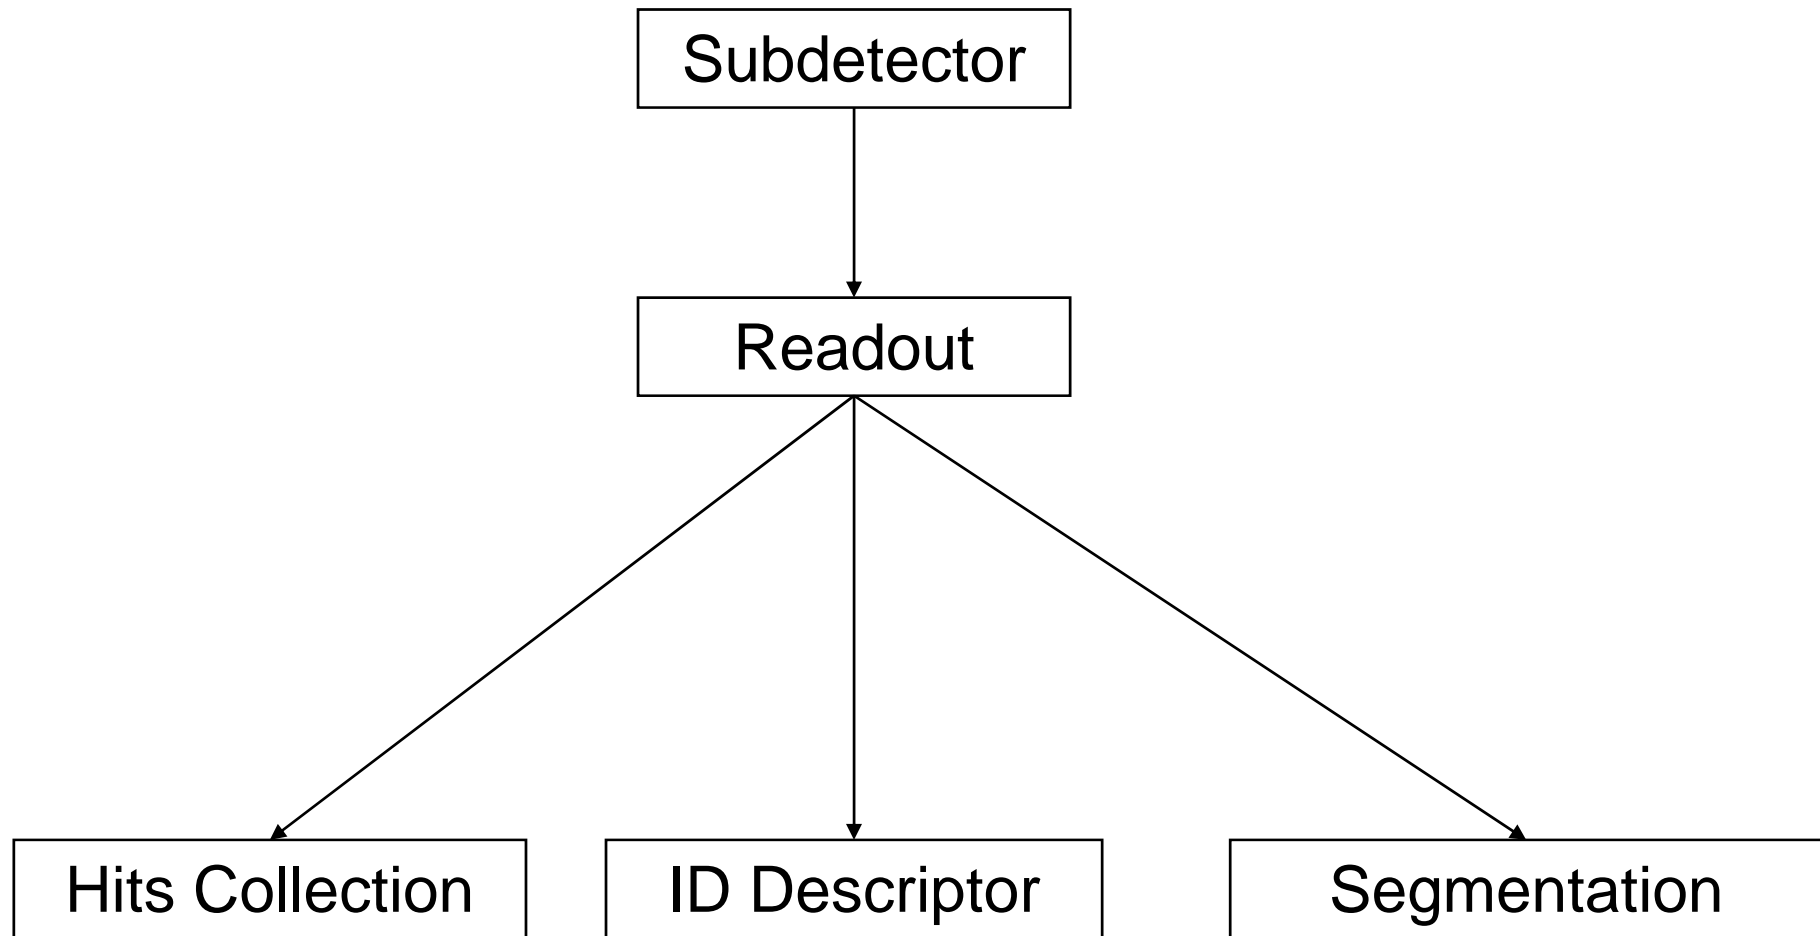 Subdetector
Readout
Hits Collection
ID Descriptor
Segmentation